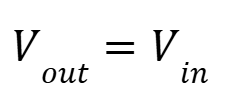 V_out = V_in